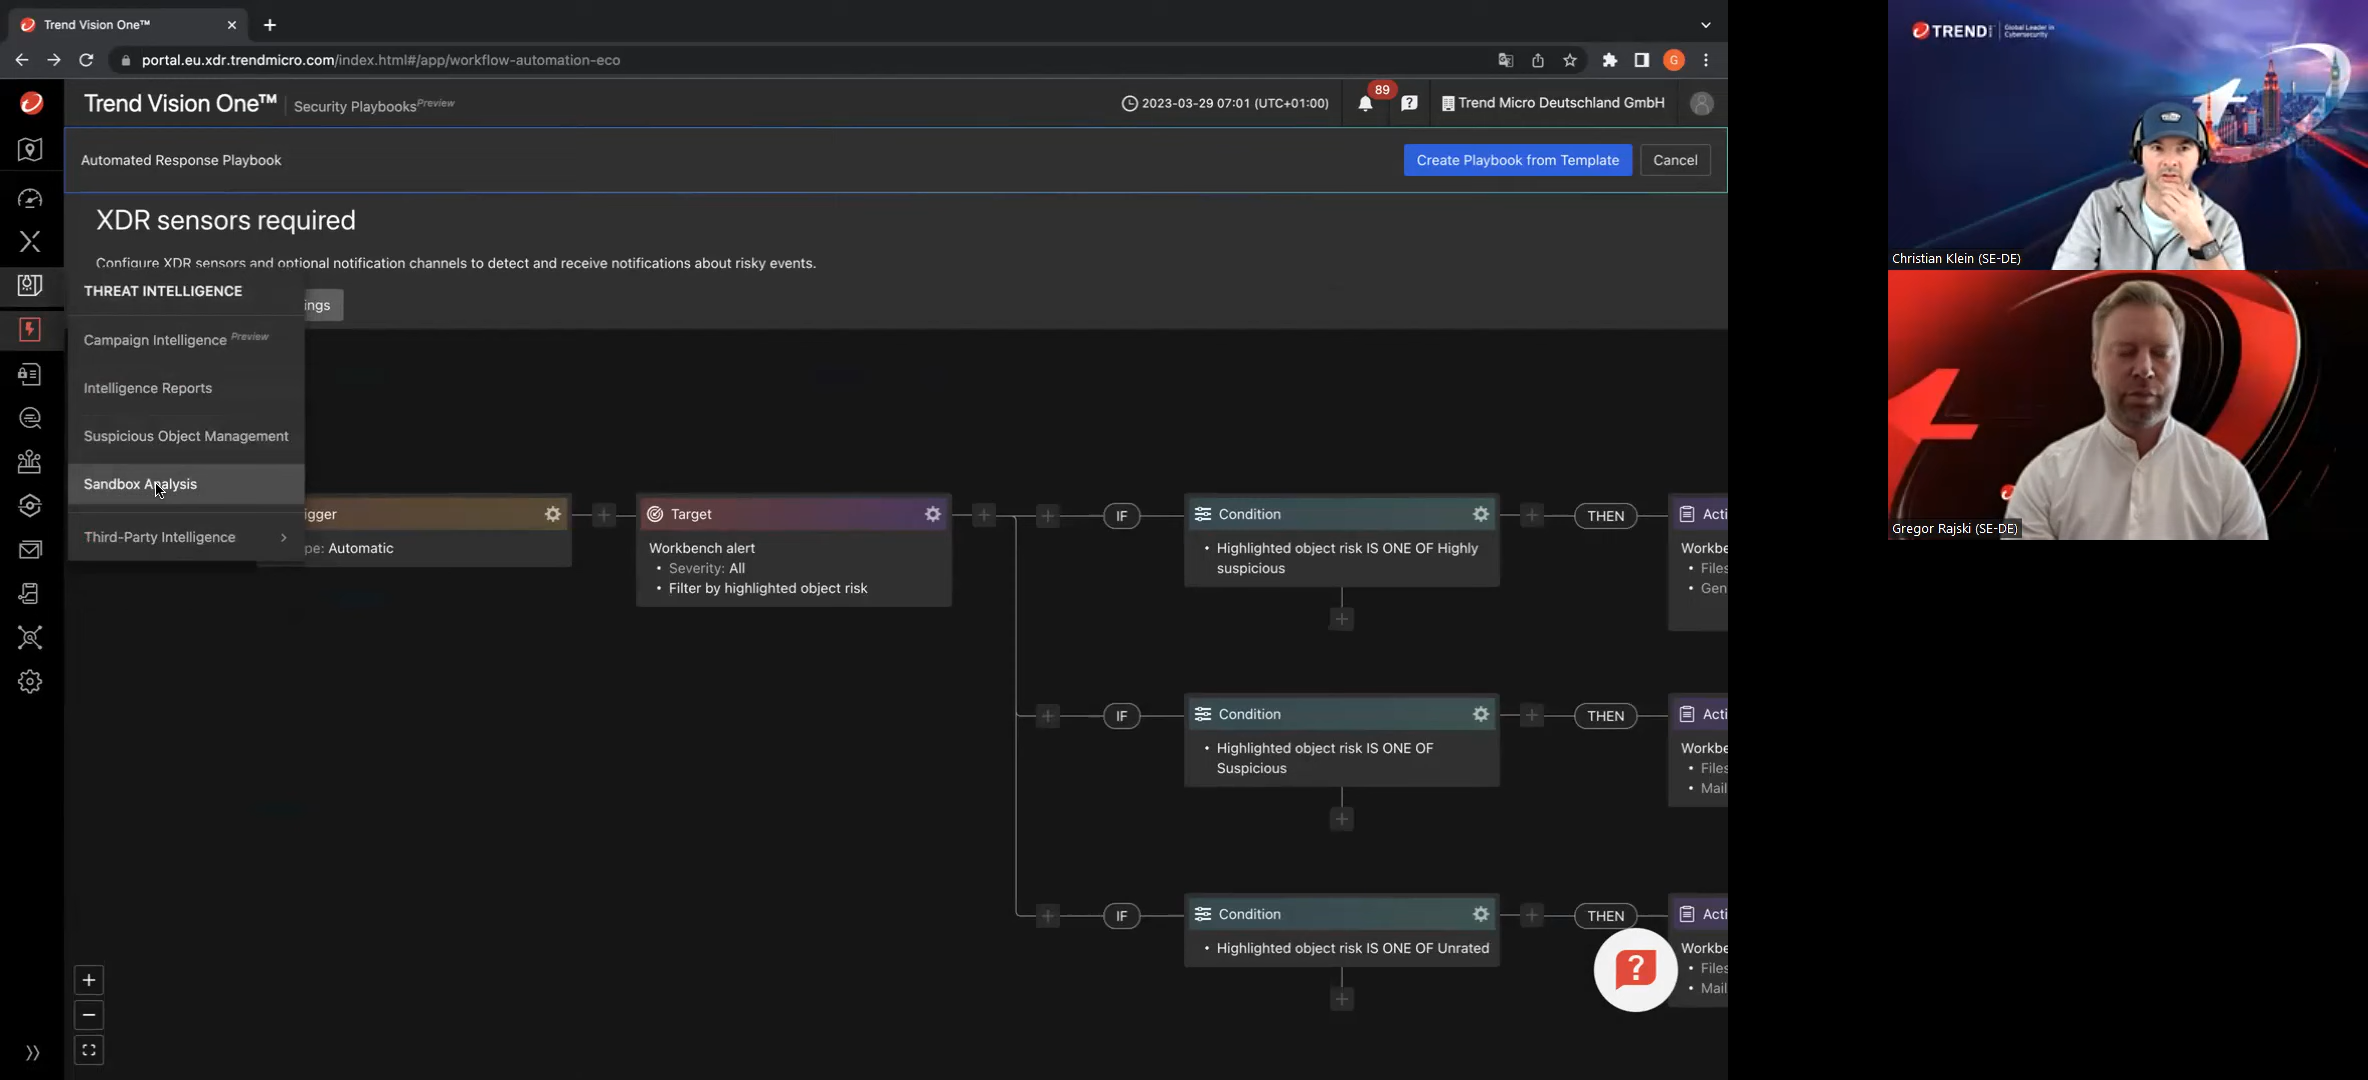 Trend Vision One™
portal.eu.xdr.trendmicro.com/index.html#/app/workflow-automation-eco
G
Trend Vision One™ | Security Playbooks Preview
2023-03-29 07:01 (UTC+01:00)
89
Trend Micro Deutschland GmbH
Automated Response Playbook
Create Playbook from Template
Cancel
XDR sensors required
Configure XDR sensors and optional notification channels to detect and receive notifications about risky events.
ings
THREAT INTELLIGENCE
Campaign Intelligence Preview
Intelligence Reports
Suspicious Object Management
Sandbox Analysis
Third-Party Intelligence
igger
pe: Automatic
Target
Workbench alert
• Severity: All
• Filter by highlighted object risk
IF
Condition
• Highlighted object risk IS ONE OF Highly
suspicious
THEN
Acti
Workbe
• Files
• Gen
IF
Condition
• Highlighted object risk IS ONE OF
Suspicious
THEN
Acti
Workbe
• Files
• Mail
IF
Condition
• Highlighted object risk IS ONE OF Unrated
THEN
Acti
Workbe
• Files
• Mail
TREND
Global Leader in
Cybersecurity
Christian Klein (SE-DE)
Gregor Rajski (SE-DE)